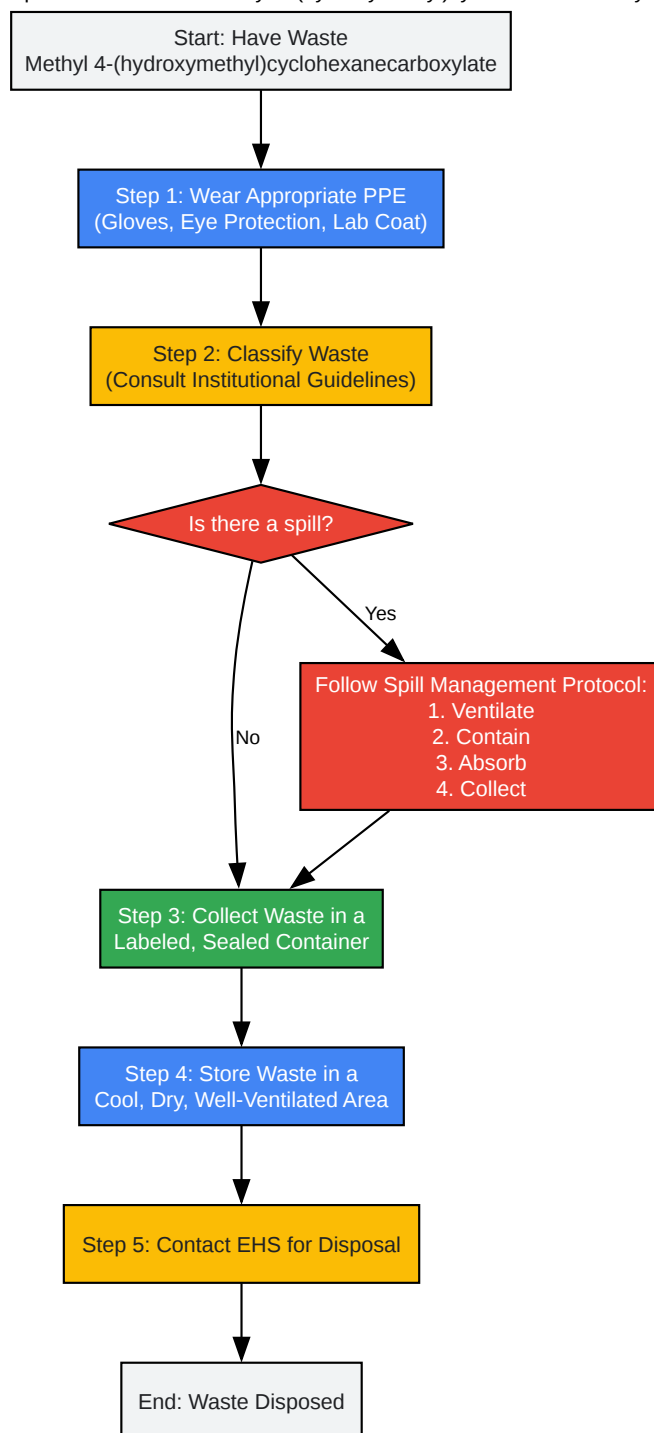 Start: Have Waste
Methyl 4-(hydroxymethyl)cyclohexanecarboxylate
Step 1: Wear Appropriate PPE
(Gloves, Eye Protection, Lab Coat)
Step 2: Classify Waste
(Consult Institutional Guidelines)
Is there a spill?
Yes
Follow Spill Management Protocol:
1. Ventilate
2. Contain
3. Absorb
4. Collect
No
Step 3: Collect Waste in a
Labeled, Sealed Container
Step 4: Store Waste in a
Cool, Dry, Well-Ventilated Area
Step 5: Contact EHS for Disposal
End: Waste Disposed